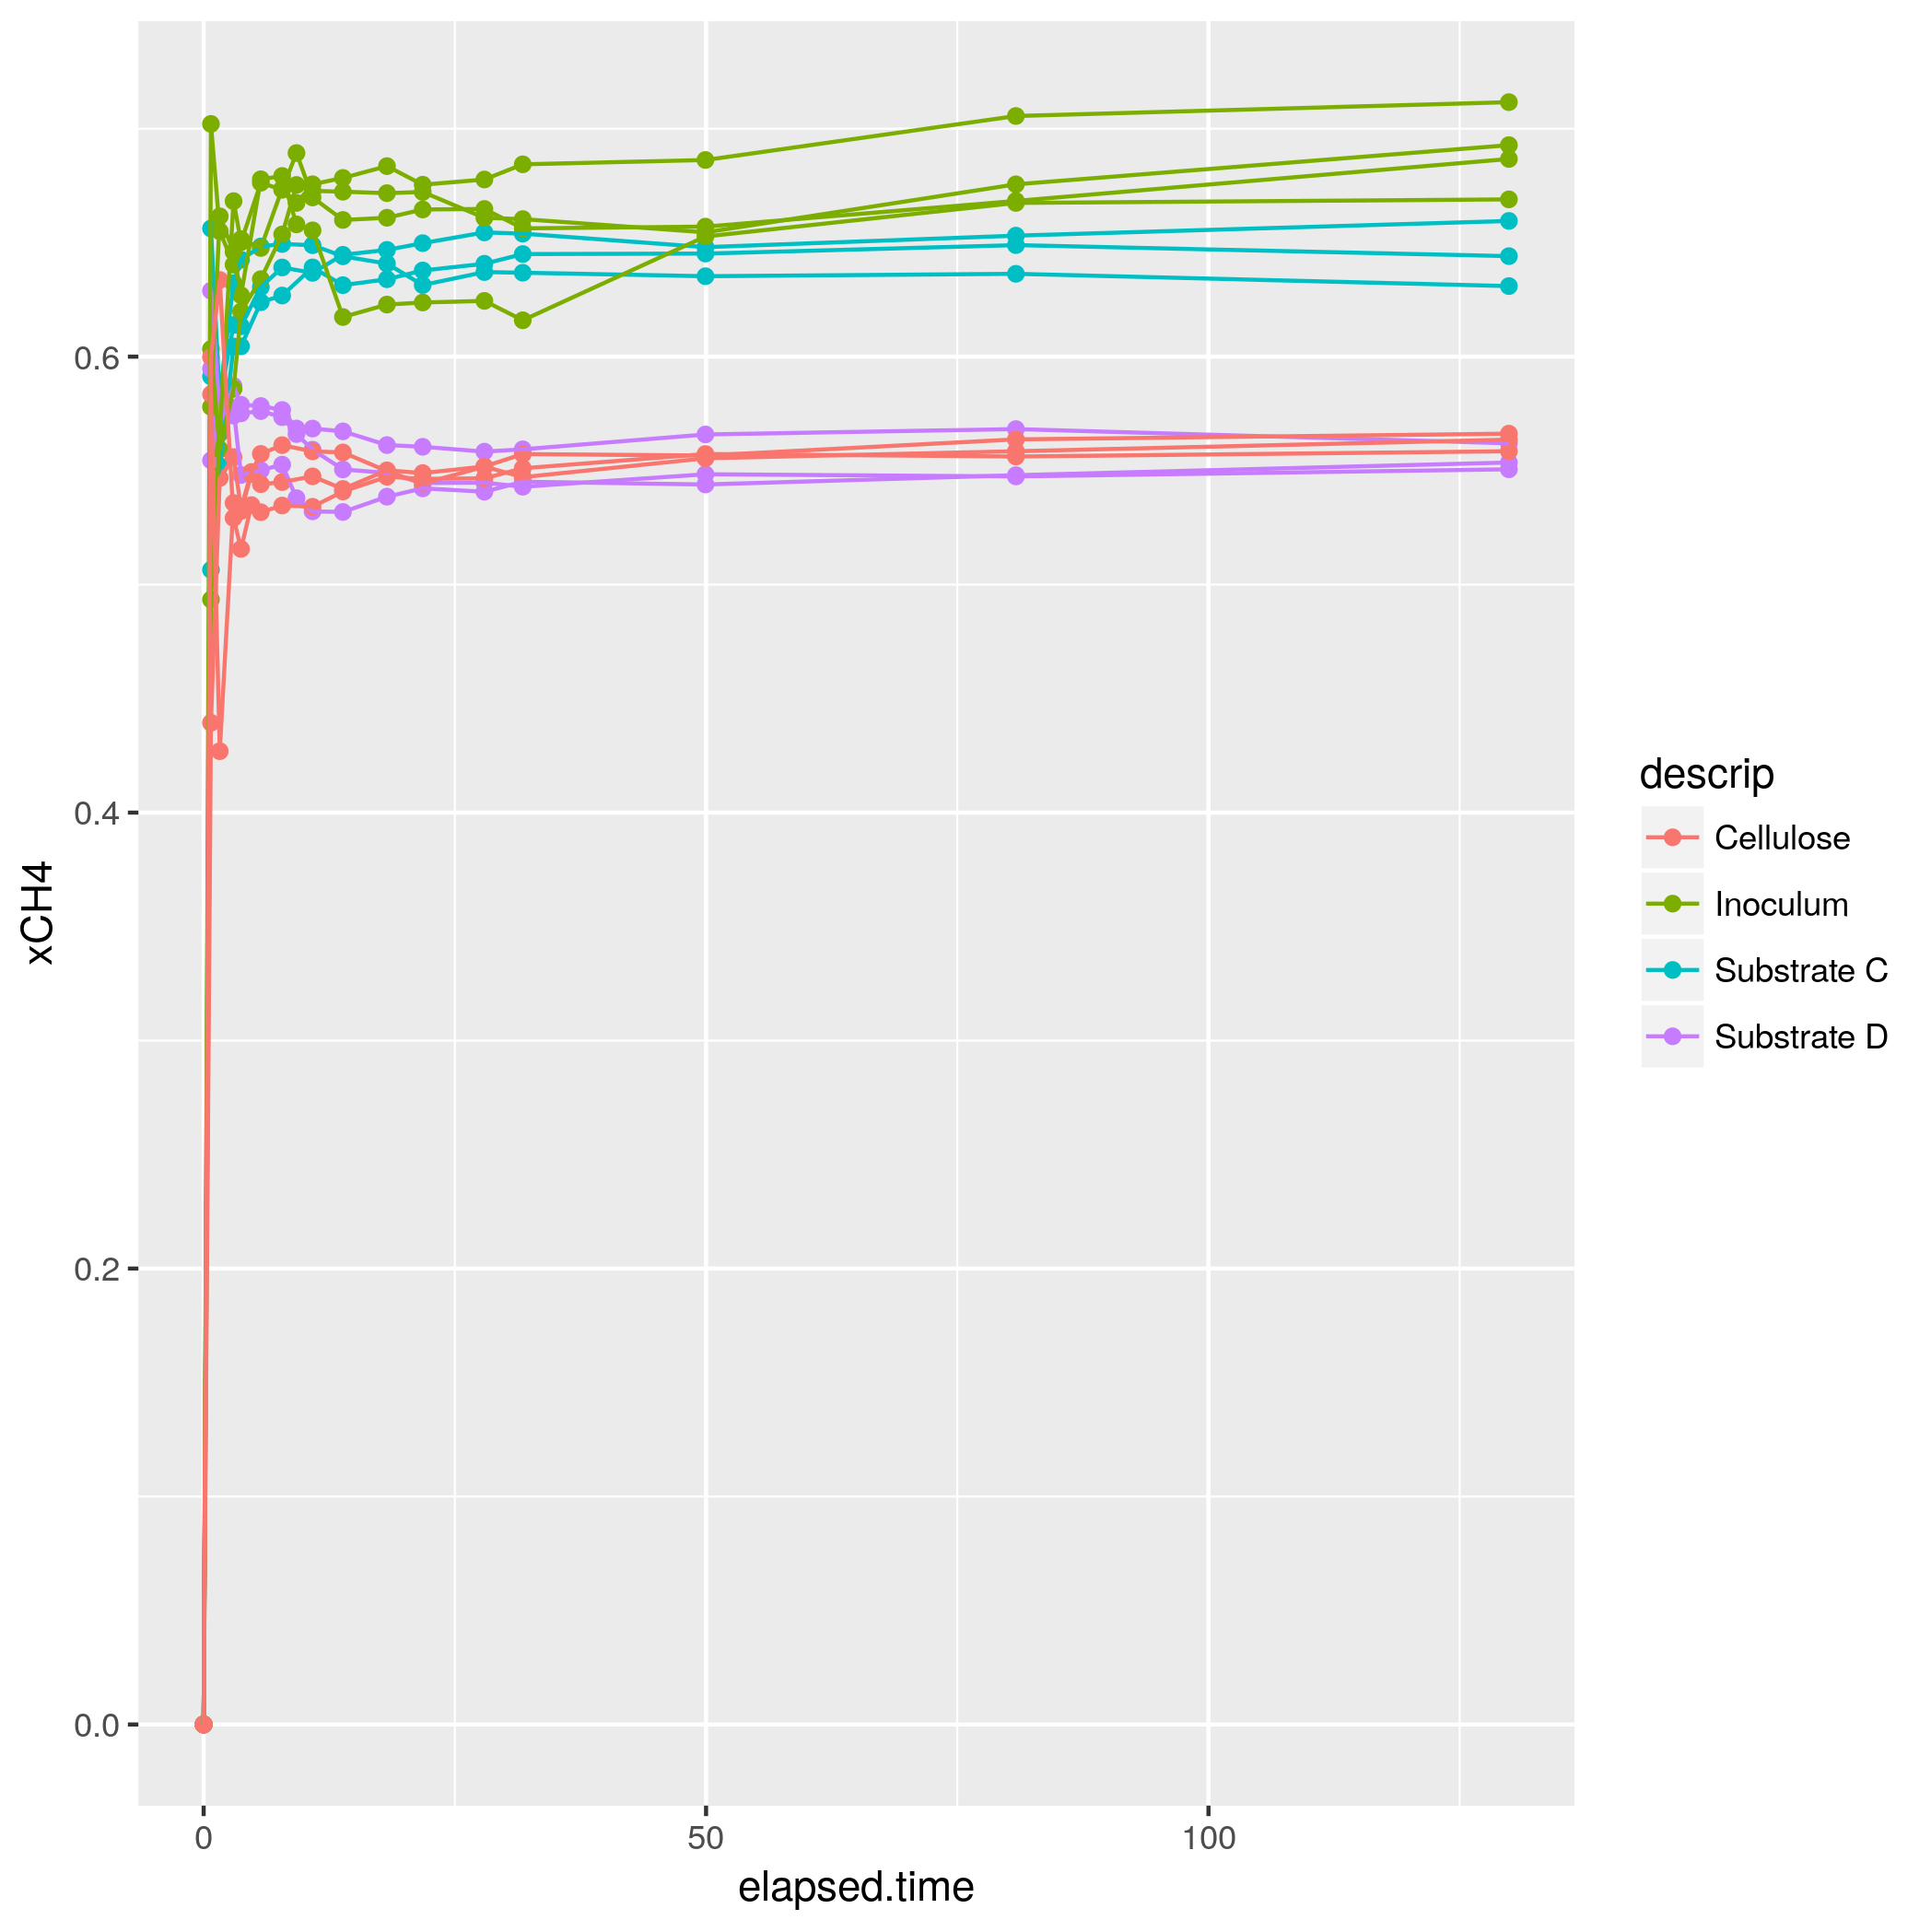 xCH4
0.6
0.4
0.2
0.0
0
50
100
elapsed.time
descrip
Cellulose
Inoculum
Substrate C
Substrate D